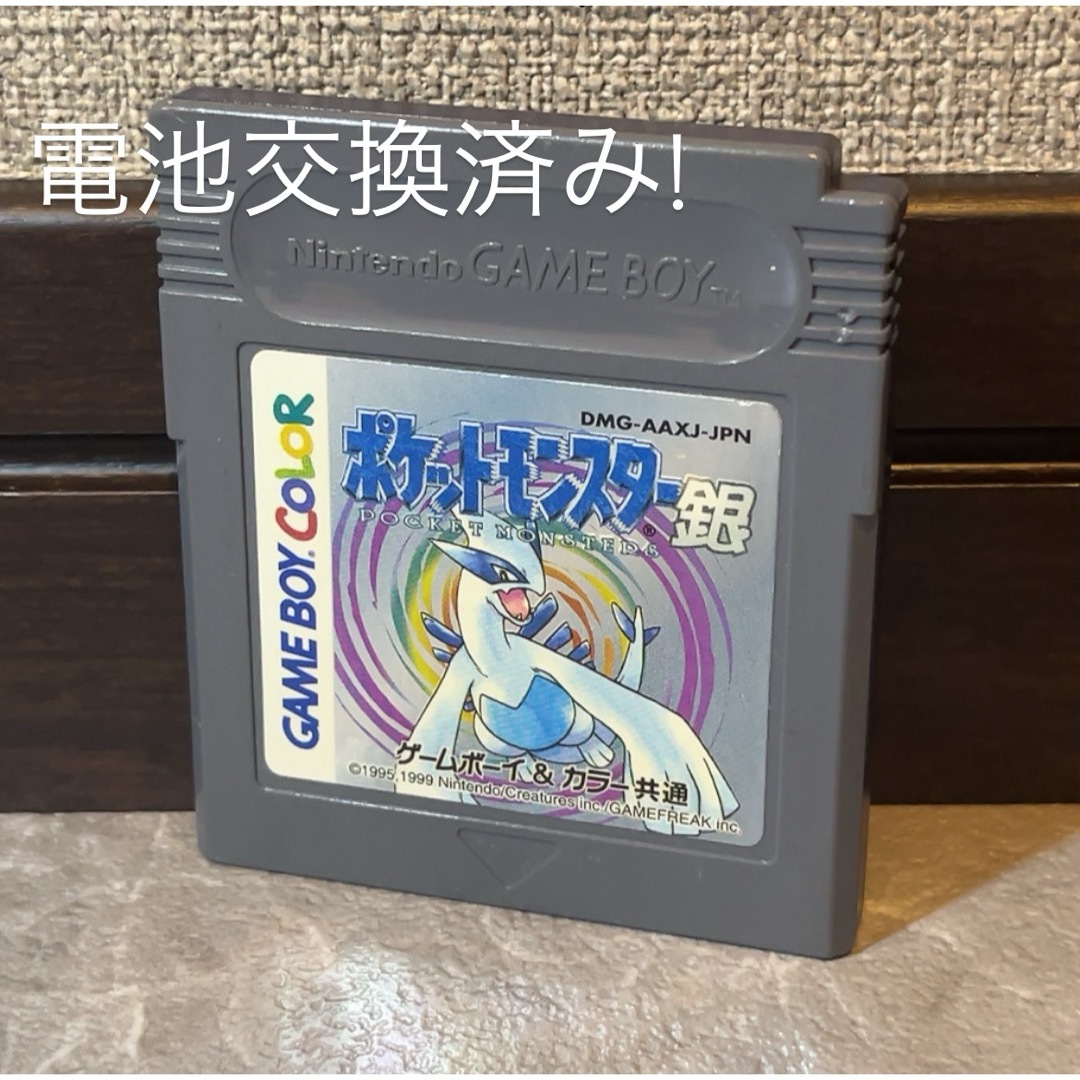 電池交換済み!
Nintendo GAME BOY™
GAME BOY COLOR
DMG-AAXJ-JPN
ポケットモンスター®銀
POCKET MONSTERS
ゲームボーイ & カラー共通
©1995,1999 Nintendo/Creatures inc./GAMEFREAK inc.